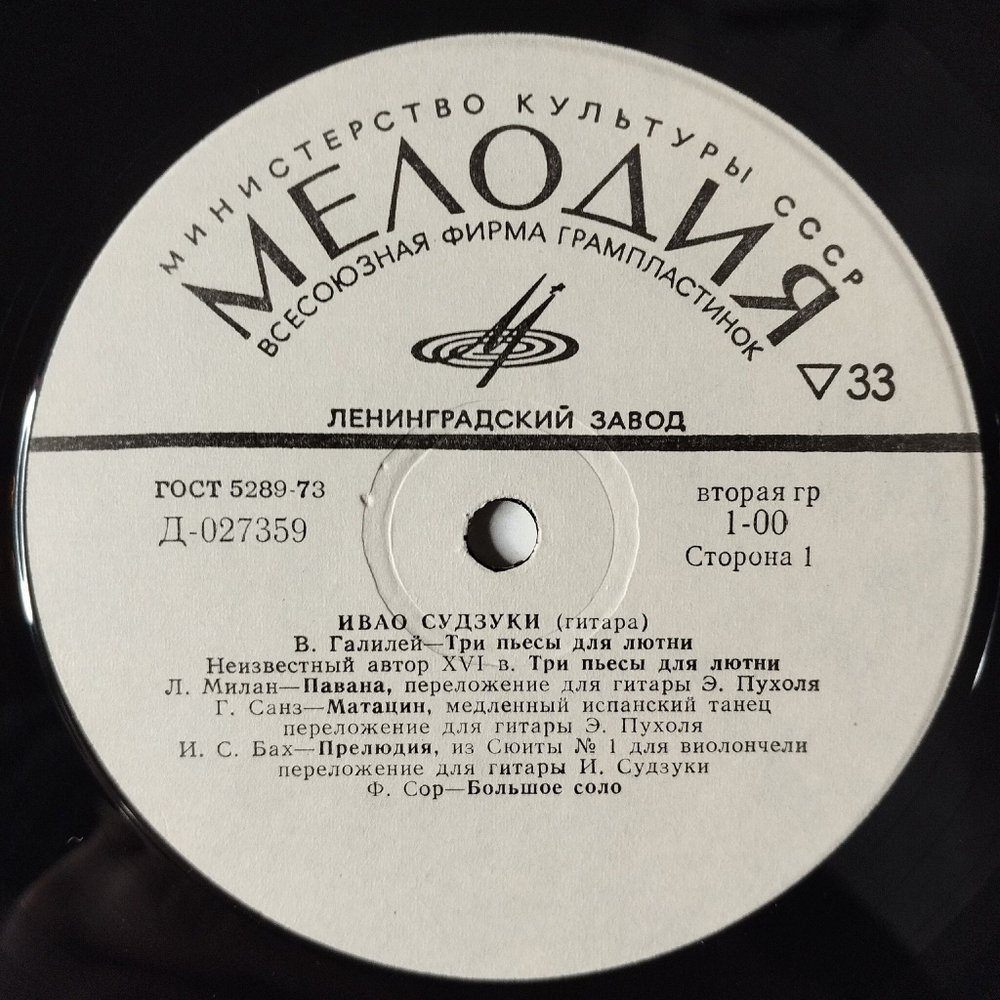 МИНИСТЕРСТВО КУЛЬТУРЫ СССР
МЕЛОДИЯ
ВСЕСОЮЗНАЯ ФИРМА ГРАМПЛАСТИНОК
▽33
ЛЕНИНГРАДСКИЙ ЗАВОД
ГОСТ 5289-73
Д-027359
вторая гр
1-00
Сторона 1
ИВАО СУДЗУКИ (гитара)
В. Галилей—Три пьесы для лютни
Неизвестный автор XVI в. Три пьесы для лютни
Л. Милан—Павана, переложение для гитары Э. Пухоля
Г. Санз—Матацин, медленный испанский танец
переложение для гитары Э. Пухоля
И. С. Бах—Прелюдия, из Сюиты № 1 для виолончели
переложение для гитары И. Судзуки
Ф. Сор—Большое соло